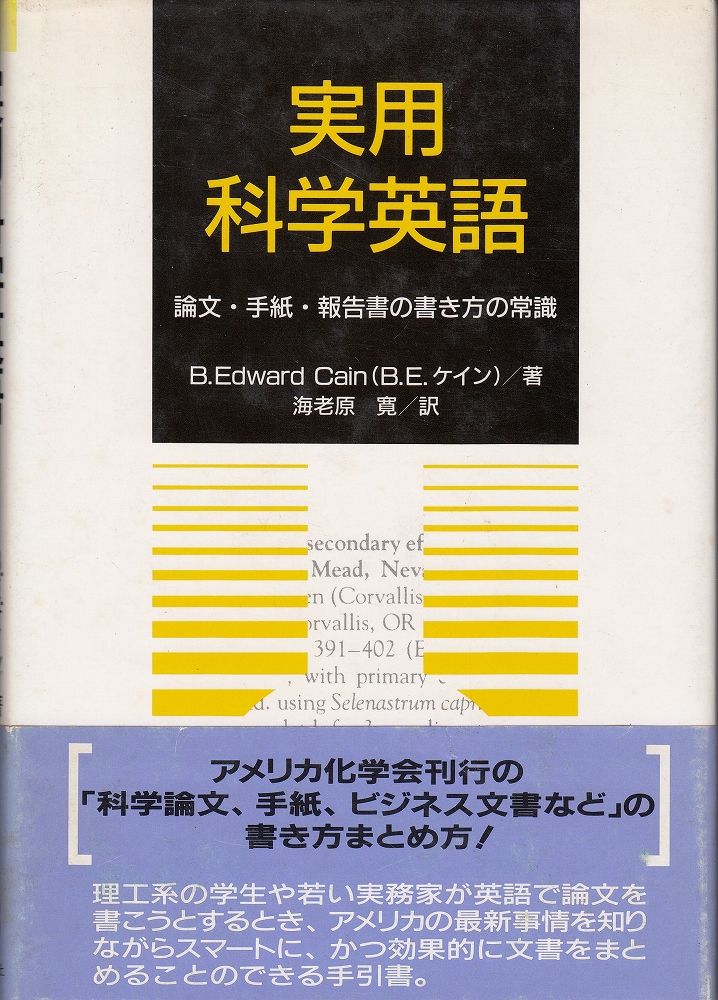 実用
科学英語
論文・手紙・報告書の書き方の常識
B.Edward Cain（B.E.ケイン）／著
海老原　寛／訳
secondary ef
Mead, Nev
en (Corvallis
orvallis, OR
391–402 (E
with primary
using Selenastrum capr
アメリカ化学会刊行の
「科学論文、手紙、ビジネス文書など」の
書き方まとめ方！
理工系の学生や若い実務家が英語で論文を
書こうとするとき、アメリカの最新事情を知り
ながらスマートに、かつ効果的に文書をまと
めることのできる手引書。